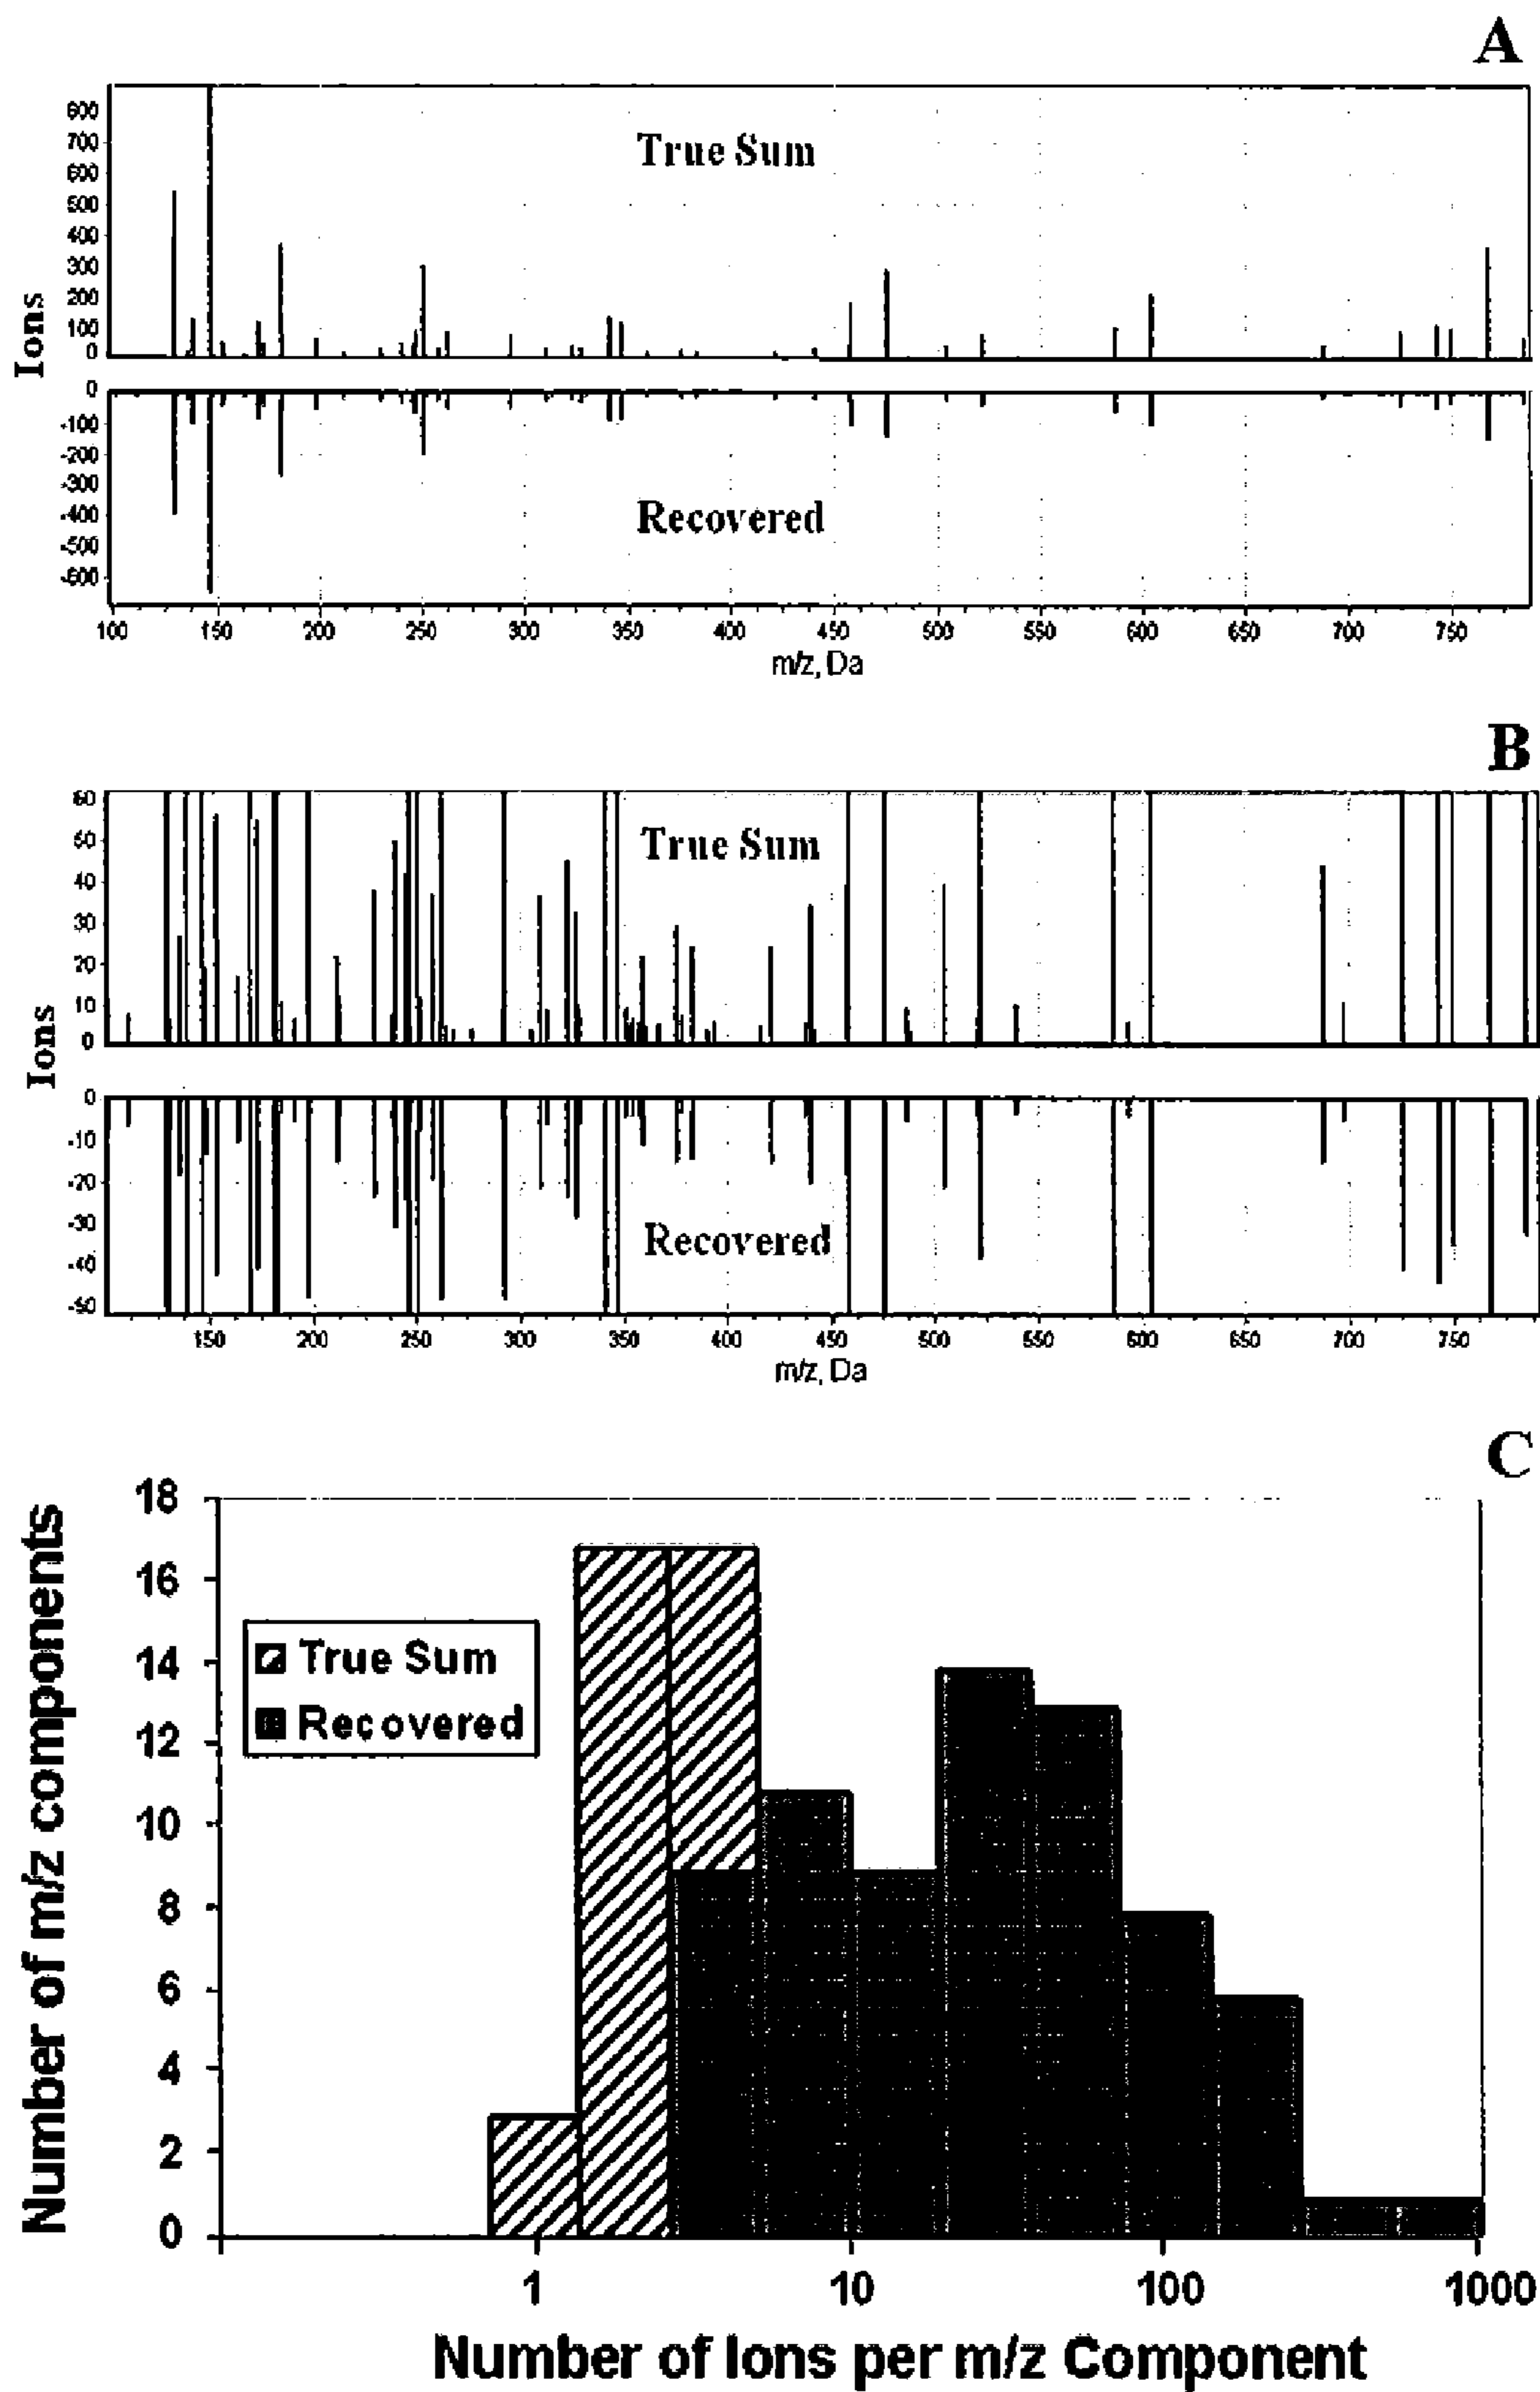 A
800
700
600
500
400
300
200
100
0
True Sum
Ions
0
-100
-200
-300
-400
-500
-600
Recovered
100 150 200 250 300 350 400 450 500 550 600 650 700 750
m/z, Da
B
60
50
40
30
20
10
0
True Sum
Ions
0
-10
-20
-30
-40
-50
Recovered
150 200 250 300 350 400 450 500 550 600 650 700 750
m/z, Da
C
18
16
14
12
10
8
6
4
2
0
Number of m/z components
True Sum
Recovered
1 10 100 1000
Number of Ions per m/z Component